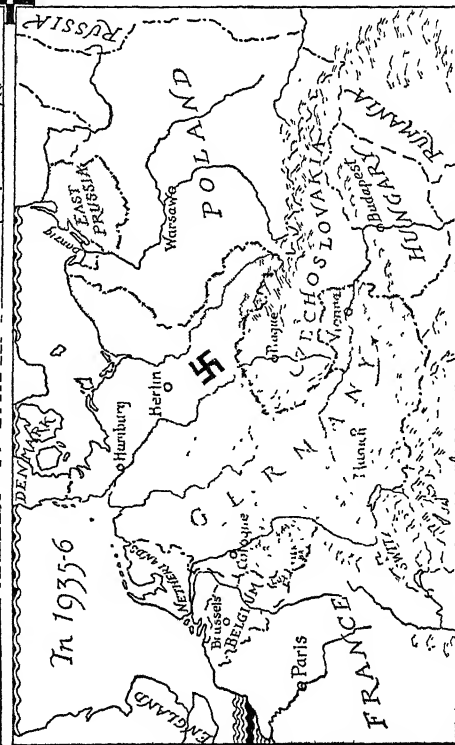 In 1935-6
DENMARK
RUSSIA
Danzig
EAST PRUSSIA
ENGLAND
Hamburg
Berlin
Warsaw
POLAND
NETHERLANDS
Brussels
BELGIUM
Cologne
GERMANY
Prague
CZECHOSLOVAKIA
Paris
FRANCE
Munich
Vienna
Budapest
HUNGARY
RUMANIA
SWITZ